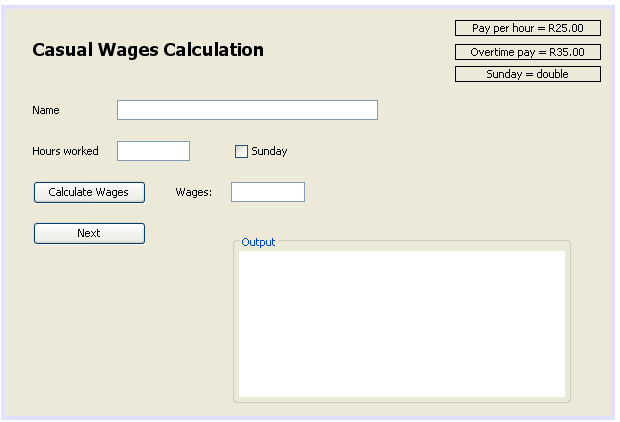 Pay per hour = R25.00
Casual Wages Calculation
Overtime pay = R35.00
Sunday = double
Name
Hours worked
Sunday
Calculate Wages
Wages:
Next
Output